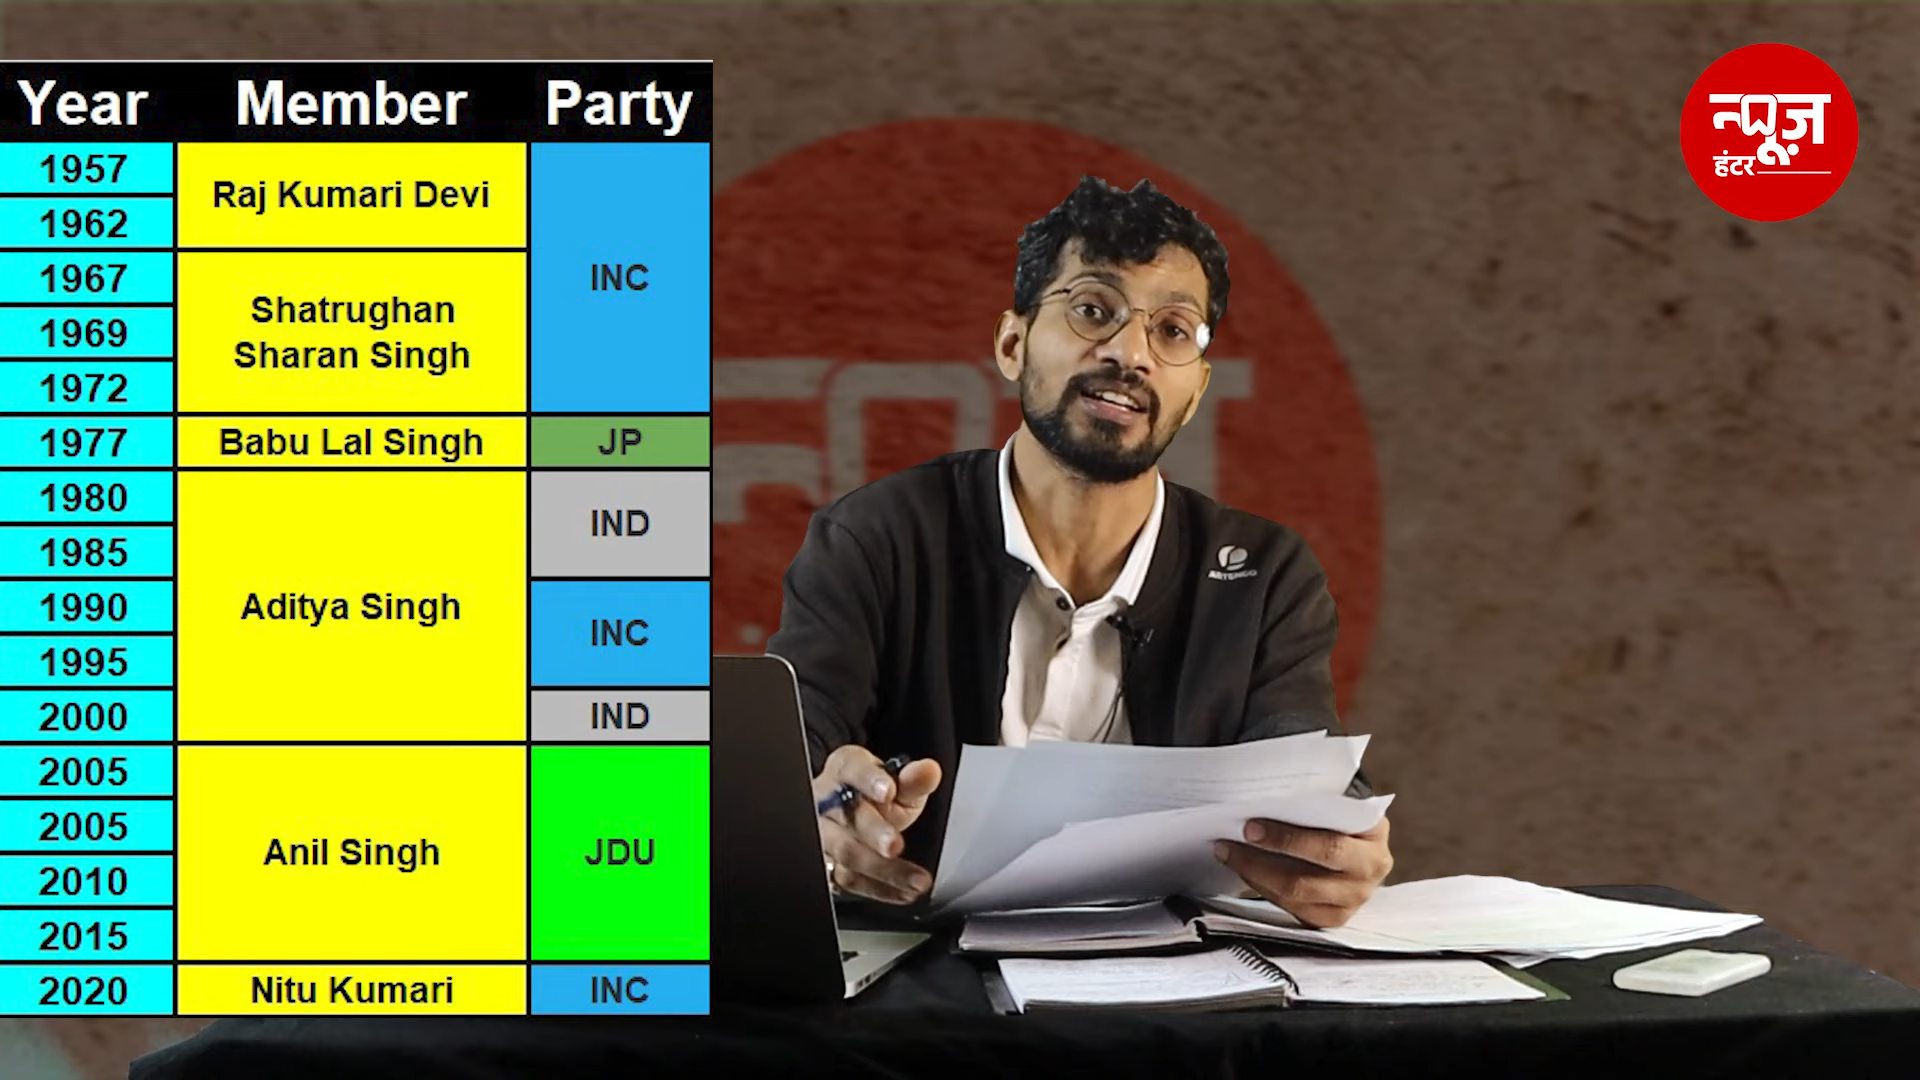 Year Member Party
1957 Raj Kumari Devi INC
1962
1967 Shatrughan
Sharan Singh
1969
1972
1977 Babu Lal Singh JP
1980 Aditya Singh IND
1985
1990 INC
1995
2000 IND
2005 Anil Singh JDU
2005
2010
2015
2020 Nitu Kumari INC
न्यूज़
हंटर
ARTENGO